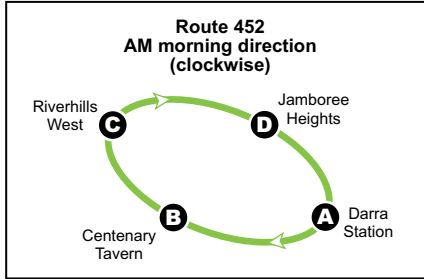 Route 452
AM morning direction
(clockwise)
Riverhills
West
C
D
Jamboree
Heights
B
A
Darra
Station
Centenary
Tavern